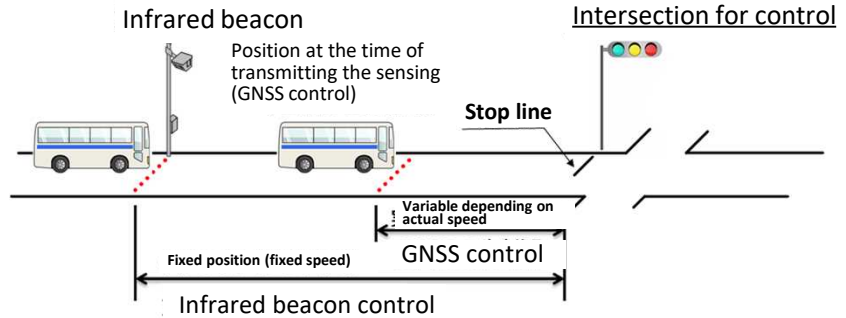 Infrared beacon
Intersection for control
Position at the time of
transmitting the sensing
(GNSS control)
Stop line
Variable depending on
actual speed
GNSS control
Fixed position (fixed speed)
Infrared beacon control